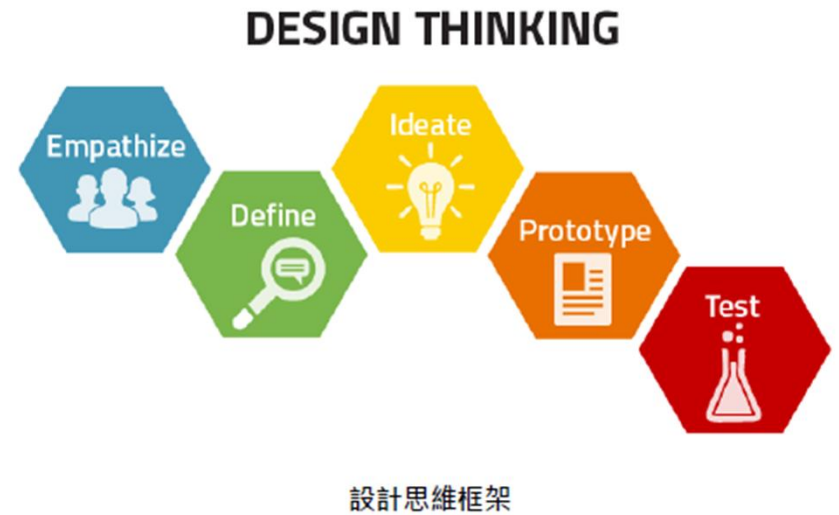 DESIGN THINKING
Empathize
Define
Ideate
Prototype
Test
設計思維框架